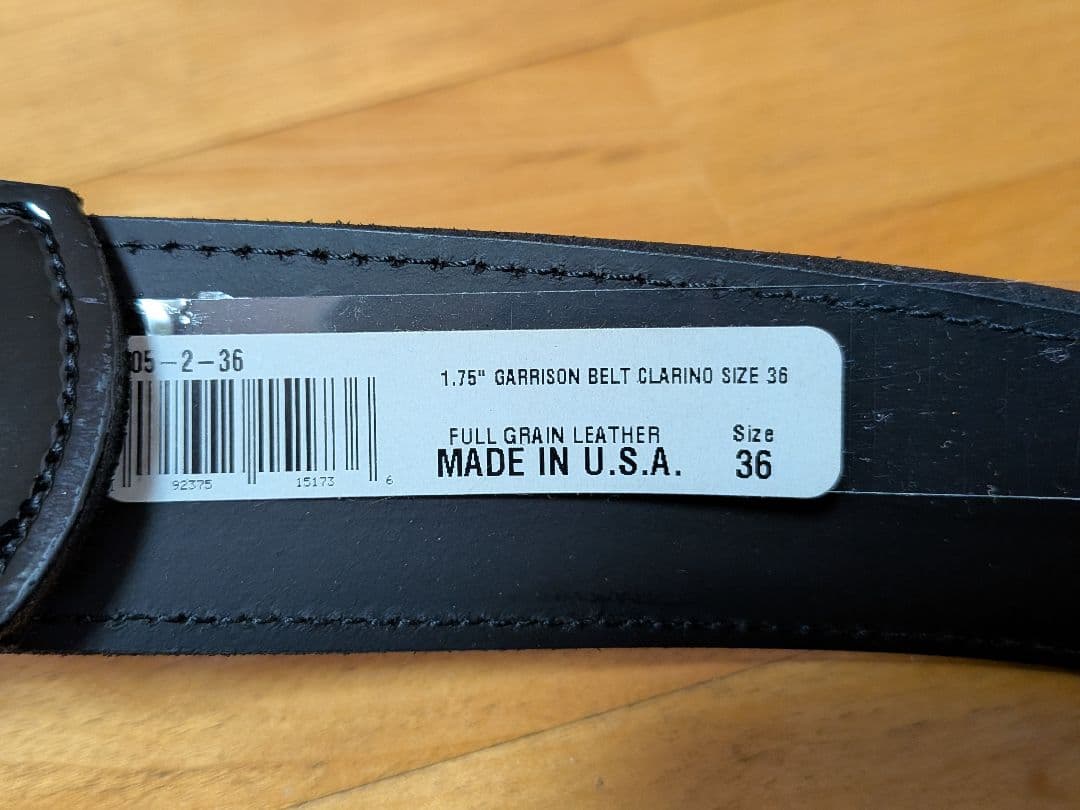 05-2-36
1.75" GARRISON BELT CLARINO SIZE 36
FULL GRAIN LEATHER
MADE IN U.S.A.
Size
36
92375 15173 6